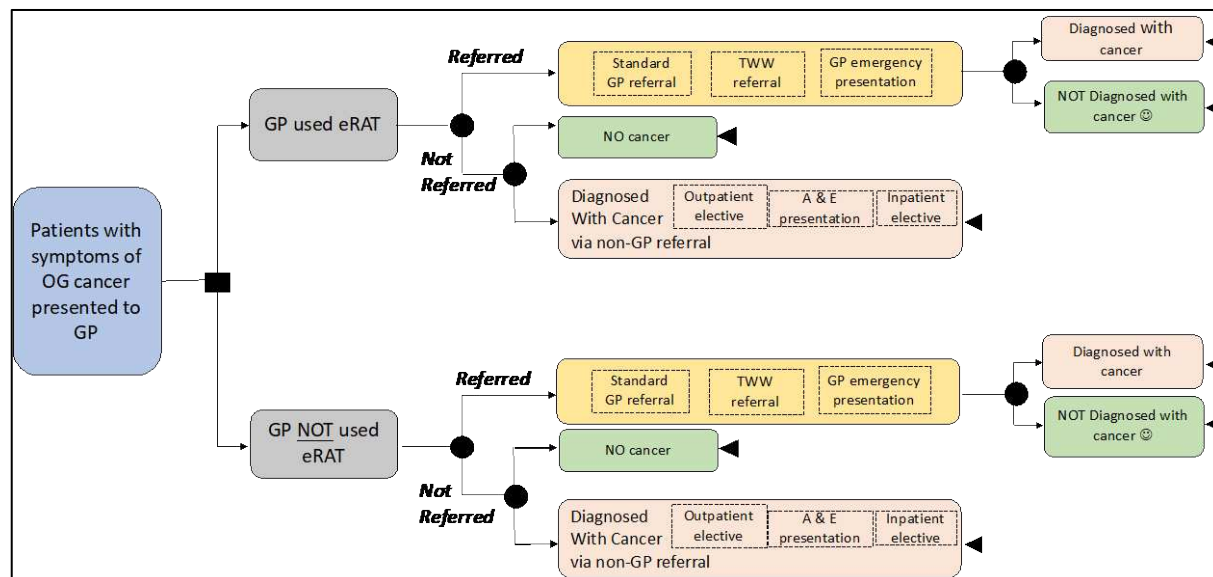 Patients with
symptoms of
OG cancer
presented to
GP
GP used eRAT
Referred
Standard
GP referral
TWW
referral
GP emergency
presentation
Diagnosed with
cancer
NOT Diagnosed with
cancer ☺
Not
Referred
NO cancer
Diagnosed
With Cancer
via non-GP referral
Outpatient
elective
A & E
presentation
Inpatient
elective
GP NOT used
eRAT
Referred
Standard
GP referral
TWW
referral
GP emergency
presentation
Diagnosed with
cancer
NOT Diagnosed with
cancer ☺
Not
Referred
NO cancer
Diagnosed
With Cancer
via non-GP referral
Outpatient
elective
A & E
presentation
Inpatient
elective